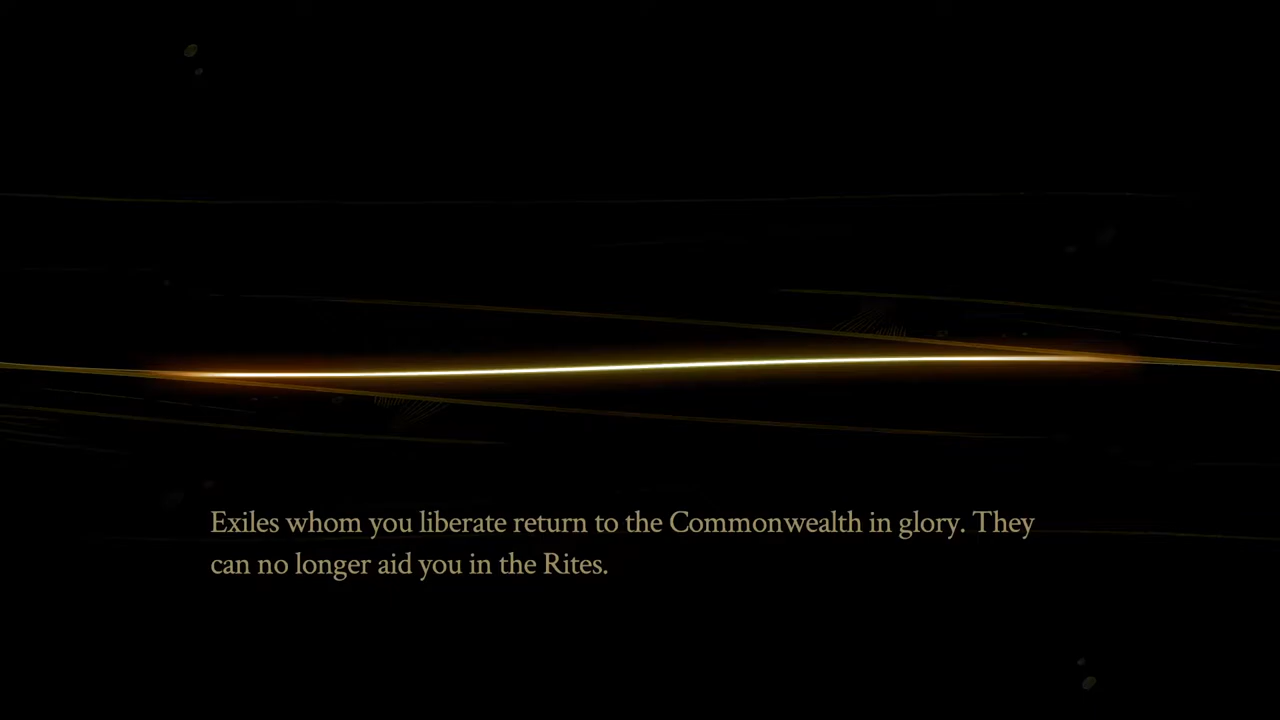 Exiles whom you liberate return to the Commonwealth in glory. They
can no longer aid you in the Rites.